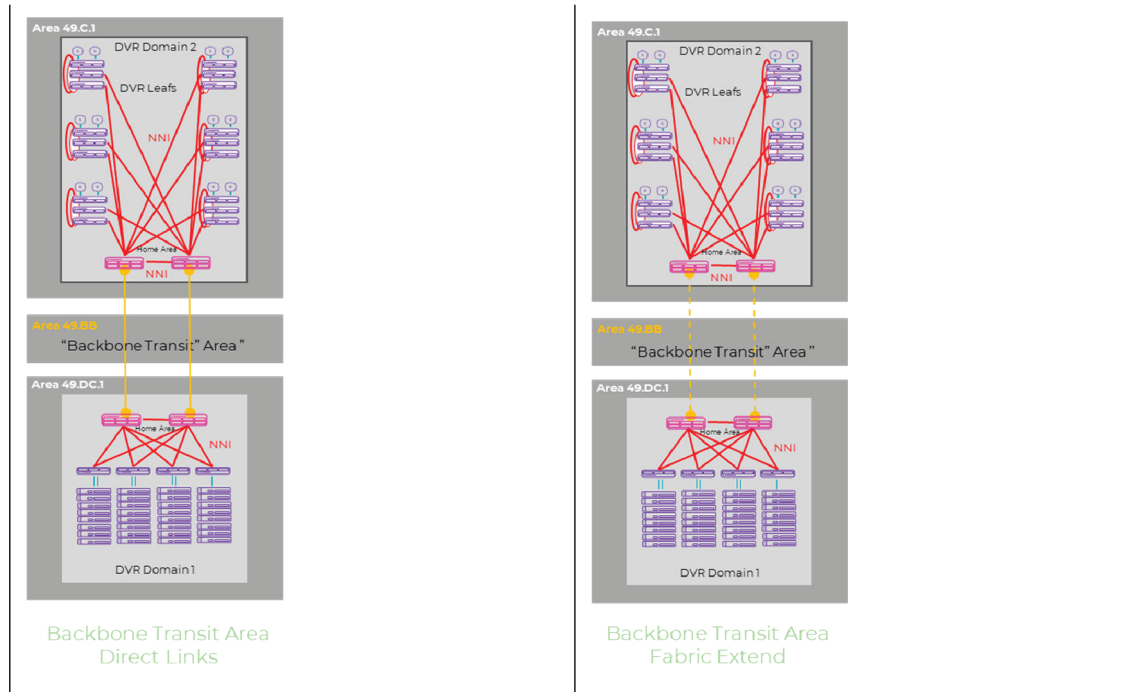 Area 49.C.1
DVR Domain 2
DVR Leafs
NNI
Home Area
NNI
Area 49.BB
“Backbone Transit” Area”
Area 49.DC.1
Home Area
NNI
DVR Domain 1
Backbone Transit Area
Direct Links
Area 49.C.1
DVR Domain 2
DVR Leafs
NNI
Home Area
NNI
Area 49.BB
“Backbone Transit” Area”
Area 49.DC.1
Home Area
NNI
DVR Domain 1
Backbone Transit Area
Fabric Extend